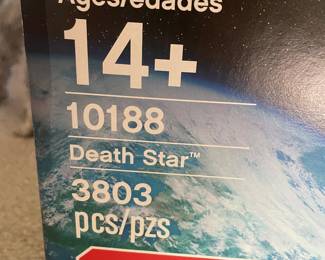 Ages/edades
14+
10188
Death Star™
3803
pcs/pzs